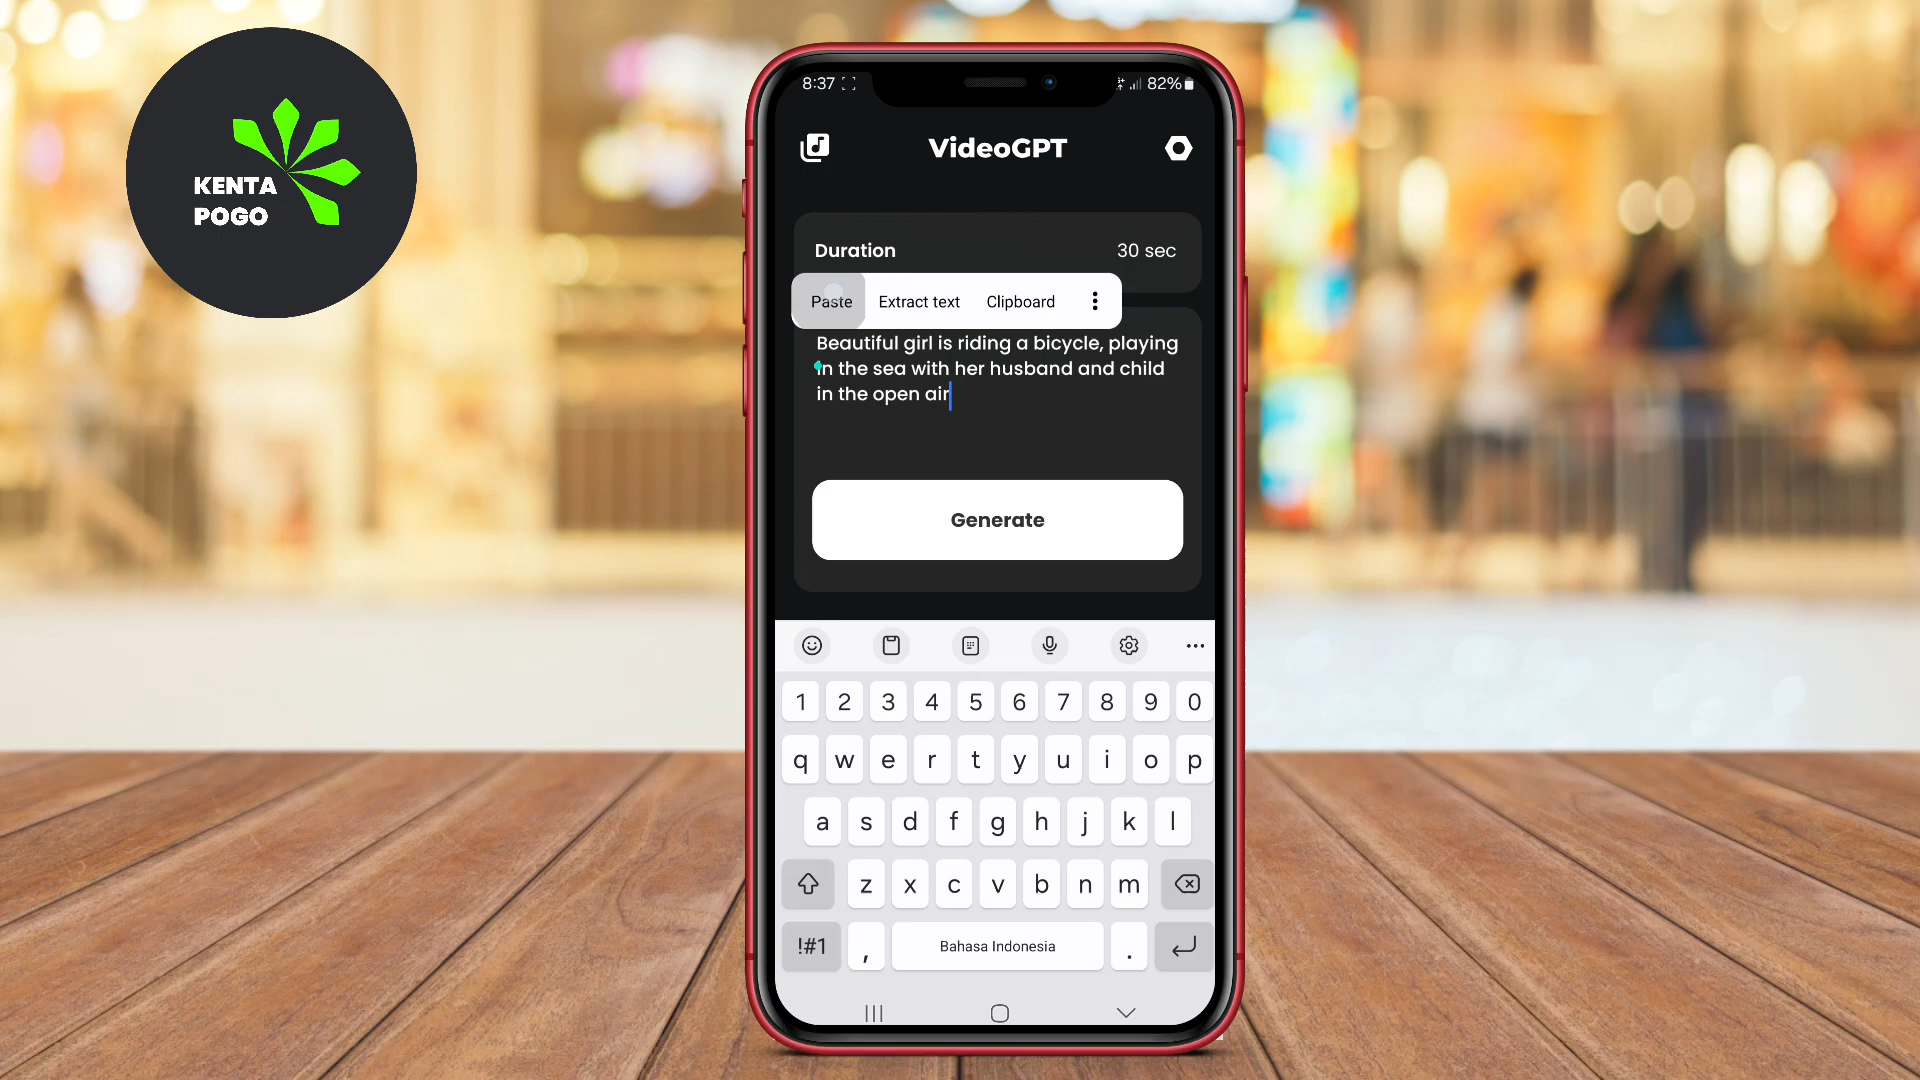 KENTA
POGO
8:37
82%
VideoGPT
Duration
30 sec
Paste
Extract text
Clipboard
Beautiful girl is riding a bicycle, playing
in the sea with her husband and child
in the open air
Generate
1 2 3 4 5 6 7 8 9 0
q w e r t y u i o p
a s d f g h j k l
z x c v b n m
!#1 , Bahasa Indonesia .